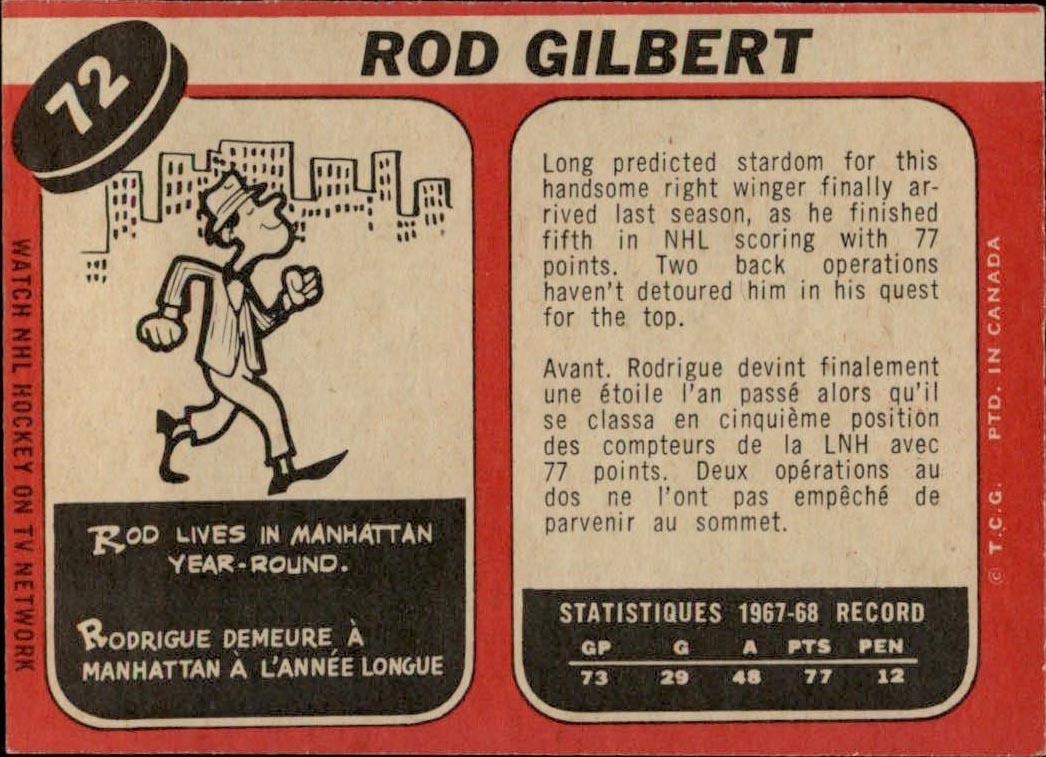 72
ROD GILBERT
WATCH NHL HOCKEY ON TV NETWORK
ROD LIVES IN MANHATTAN
YEAR-ROUND.
RODRIGUE DEMEURE À
MANHATTAN À L'ANNÉE LONGUE
Long predicted stardom for this
handsome right winger finally ar-
rived last season, as he finished
fifth in NHL scoring with 77
points. Two back operations
haven't detoured him in his quest
for the top.
Avant. Rodrigue devint finalement
une étoile l'an passé alors qu'il
se classa en cinquième position
des compteurs de la LNH avec
77 points. Deux opérations au
dos ne l'ont pas empêché de
parvenir au sommet.
STATISTIQUES 1967-68 RECORD
GP G A PTS PEN
73 29 48 77 12
© T.C.G. PTD. IN CANADA